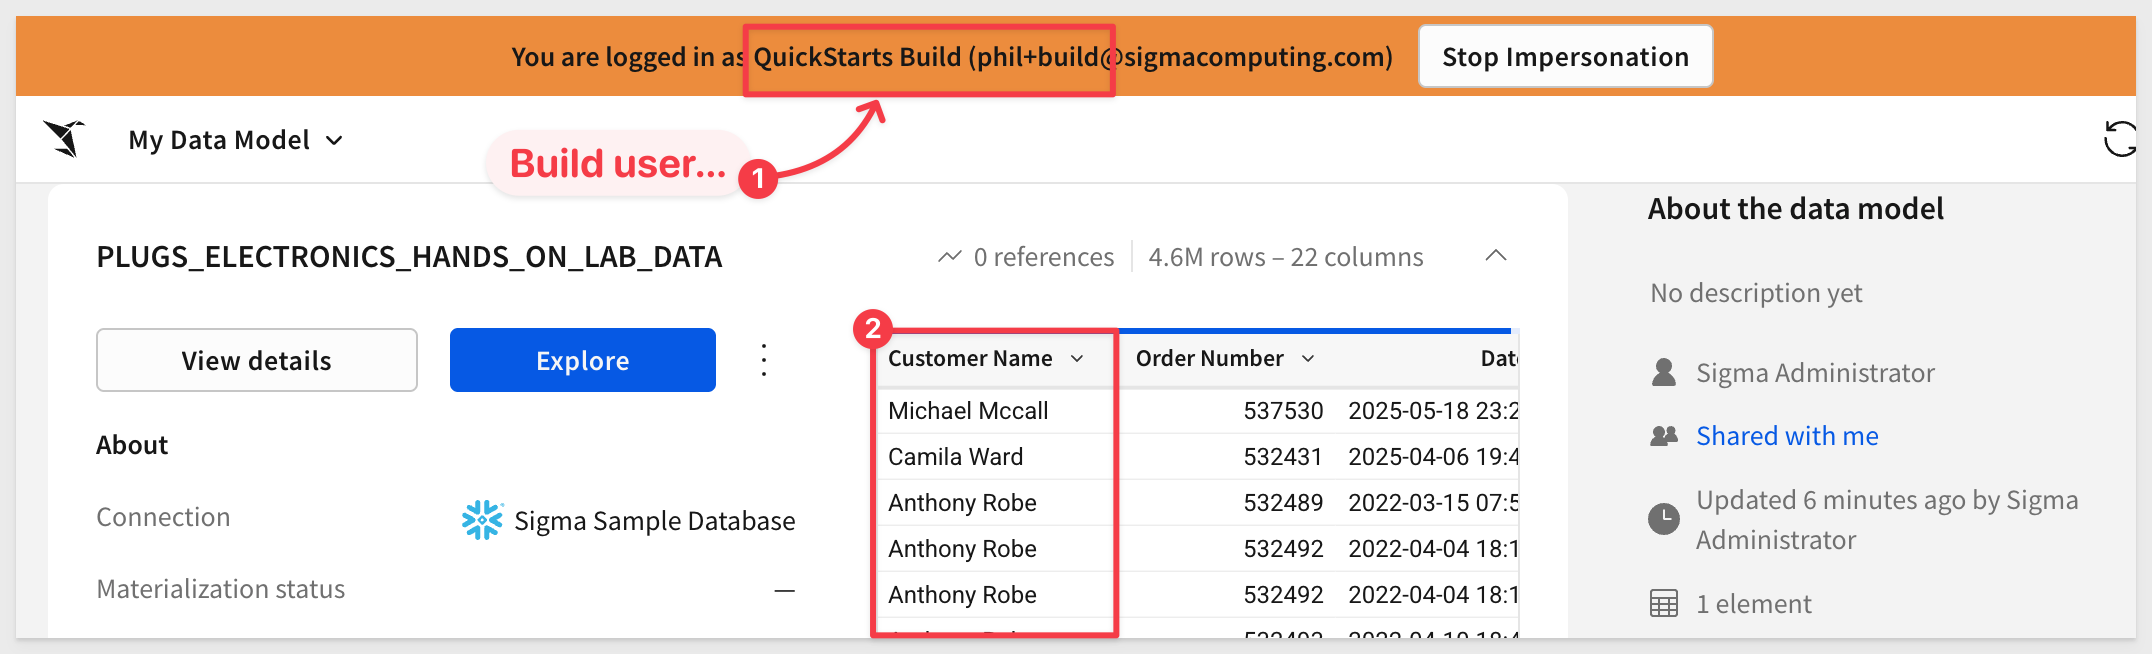 You are logged in as QuickStarts Build (phil+build@sigmacomputing.com) Stop Impersonation
My Data Model
Build user... 1
PLUGS_ELECTRONICS_HANDS_ON_LAB_DATA 0 references 4.6M rows – 22 columns
View details Explore
2
Customer Name Order Number
Michael Mccall 537530 2025-05-18 23:2
Camila Ward 532431 2025-04-06 19:4
Anthony Robe 532489 2022-03-15 07:5
Anthony Robe 532492 2022-04-04 18:1
Anthony Robe 532492 2022-04-04 18:1
About
Connection Sigma Sample Database
Materialization status —
About the data model
No description yet
Sigma Administrator
Shared with me
Updated 6 minutes ago by Sigma
Administrator
1 element